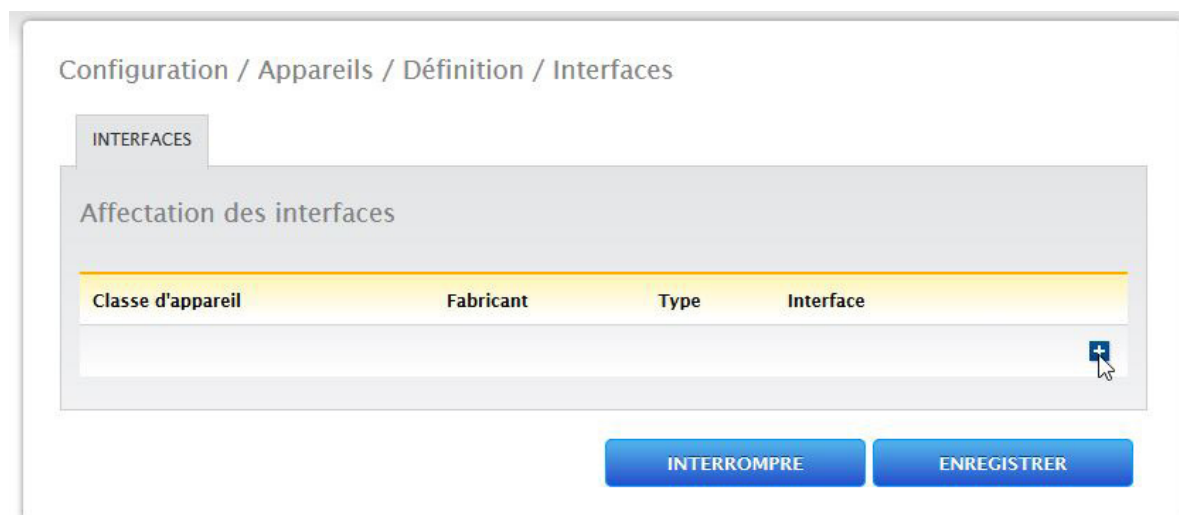 Configuration / Appareils / Définition / Interfaces
INTERFACES
Affectation des interfaces
Classe d'appareil Fabricant Type Interface
INTERROMPRE ENREGISTRER